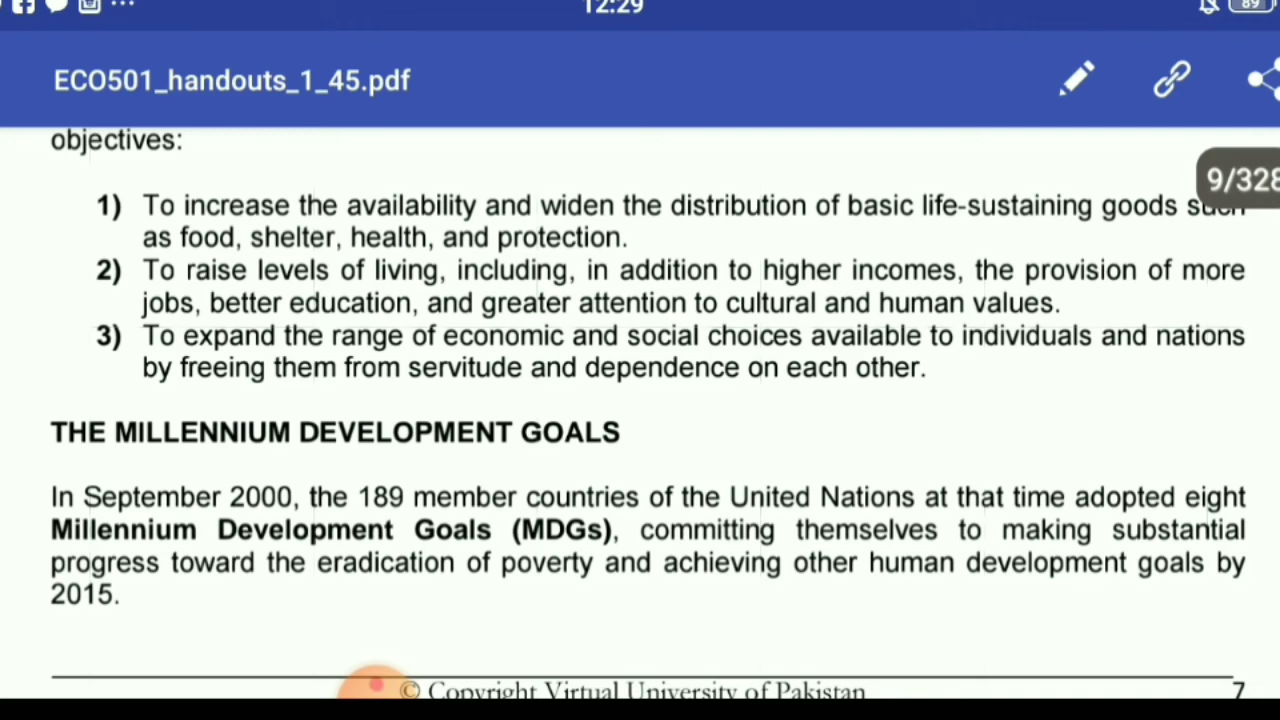 12:29
89
ECO501_handouts_1_45.pdf
objectives:
9/328
1) To increase the availability and widen the distribution of basic life-sustaining goods such
as food, shelter, health, and protection.
2) To raise levels of living, including, in addition to higher incomes, the provision of more
jobs, better education, and greater attention to cultural and human values.
3) To expand the range of economic and social choices available to individuals and nations
by freeing them from servitude and dependence on each other.
THE MILLENNIUM DEVELOPMENT GOALS
In September 2000, the 189 member countries of the United Nations at that time adopted eight
Millennium Development Goals (MDGs), committing themselves to making substantial
progress toward the eradication of poverty and achieving other human development goals by
2015.
© Copyright Virtual University of Pakistan
7